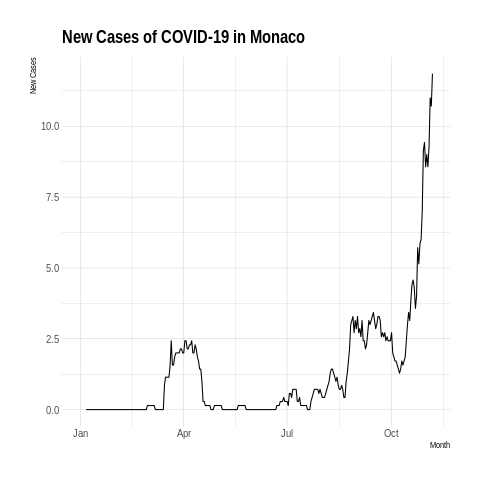 New Cases of COVID-19 in Monaco
New Cases
10.0
7.5
5.0
2.5
0.0
Jan Apr Jul Oct
Month